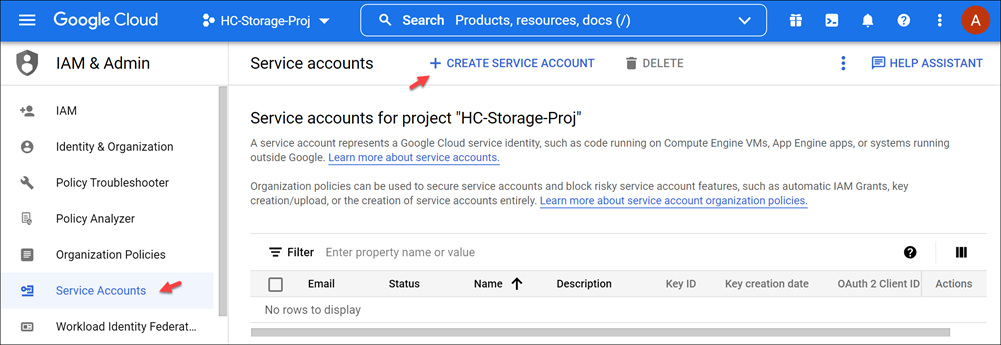 Google Cloud
HC-Storage-Proj
Search Products, resources, docs (/)
A
IAM & Admin
Service accounts
+ CREATE SERVICE ACCOUNT
DELETE
HELP ASSISTANT
IAM
Identity & Organization
Policy Troubleshooter
Policy Analyzer
Organization Policies
Service Accounts
Workload Identity Federat...
Service accounts for project "HC-Storage-Proj"
A service account represents a Google Cloud service identity, such as code running on Compute Engine VMs, App Engine apps, or systems running
outside Google. Learn more about service accounts.
Organization policies can be used to secure service accounts and block risky service account features, such as automatic IAM Grants, key
creation/upload, or the creation of service accounts entirely. Learn more about service account organization policies.
Filter Enter property name or value
Email Status Name Description Key ID Key creation date OAuth 2 Client ID Actions
No rows to display